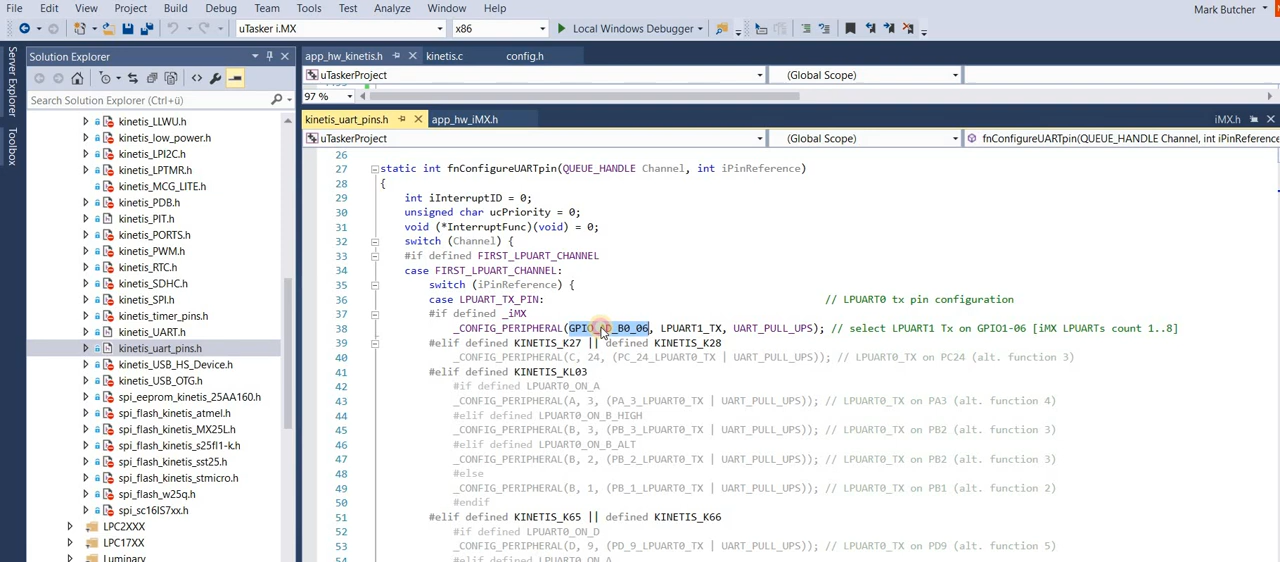 File Edit View Project Build Debug Team Tools Test Analyze Window Help
Mark Butcher
uTasker i.MX x86 Local Windows Debugger
Server Explorer
Toolbox
Solution Explorer
Search Solution Explorer (Ctrl+ü)
kinetis_LLWU.h
kinetis_low_power.h
kinetis_LPI2C.h
kinetis_LPTMR.h
kinetis_MCG_LITE.h
kinetis_PDB.h
kinetis_PIT.h
kinetis_PORTS.h
kinetis_PWM.h
kinetis_RTC.h
kinetis_SDHC.h
kinetis_SPI.h
kinetis_timer_pins.h
kinetis_UART.h
kinetis_uart_pins.h
kinetis_USB_HS_Device.h
kinetis_USB_OTG.h
spi_eeprom_kinetis_25AA160.h
spi_flash_kinetis_atmel.h
spi_flash_kinetis_MX25L.h
spi_flash_kinetis_s25fl1-k.h
spi_flash_kinetis_sst25.h
spi_flash_kinetis_stmicro.h
spi_flash_w25q.h
spi_sc16IS7xx.h
LPC2XXX
LPC17XX
Luminary
app_hw_kinetis.h kinetis.c config.h
uTaskerProject (Global Scope)
97 %
kinetis_uart_pins.h app_hw_iMX.h iMX.h
uTaskerProject (Global Scope) fnConfigureUARTpin(QUEUE_HANDLE Channel, int iPinReference
26
27 static int fnConfigureUARTpin(QUEUE_HANDLE Channel, int iPinReference)
28 {
29 int iInterruptID = 0;
30 unsigned char ucPriority = 0;
31 void (*InterruptFunc)(void) = 0;
32 switch (Channel) {
33 #if defined FIRST_LPUART_CHANNEL
34 case FIRST_LPUART_CHANNEL:
35 switch (iPinReference) {
36 case LPUART_TX_PIN: // LPUART0 tx pin configuration
37 #if defined _iMX
38 _CONFIG_PERIPHERAL(GPIO_AD_B0_06, LPUART1_TX, UART_PULL_UPS); // select LPUART1 Tx on GPIO1-06 [iMX LPUARTs count 1..8]
39 #elif defined KINETIS_K27 || defined KINETIS_K28
40 _CONFIG_PERIPHERAL(C, 24, (PC_24_LPUART0_TX | UART_PULL_UPS)); // LPUART0_TX on PC24 (alt. function 3)
41 #elif defined KINETIS_KL03
42 #if defined LPUART0_ON_A
43 _CONFIG_PERIPHERAL(A, 3, (PA_3_LPUART0_TX | UART_PULL_UPS)); // LPUART0_TX on PA3 (alt. function 4)
44 #elif defined LPUART0_ON_B_HIGH
45 _CONFIG_PERIPHERAL(B, 3, (PB_3_LPUART0_TX | UART_PULL_UPS)); // LPUART0_TX on PB2 (alt. function 3)
46 #elif defined LPUART0_ON_B_ALT
47 _CONFIG_PERIPHERAL(B, 2, (PB_2_LPUART0_TX | UART_PULL_UPS)); // LPUART0_TX on PB2 (alt. function 3)
48 #else
49 _CONFIG_PERIPHERAL(B, 1, (PB_1_LPUART0_TX | UART_PULL_UPS)); // LPUART0_TX on PB1 (alt. function 2)
50 #endif
51 #elif defined KINETIS_K65 || defined KINETIS_K66
52 #if defined LPUART0_ON_D
53 _CONFIG_PERIPHERAL(D, 9, (PD_9_LPUART0_TX | UART_PULL_UPS)); // LPUART0_TX on PD9 (alt. function 5)
54 #elif defined LPUART0_ON_A